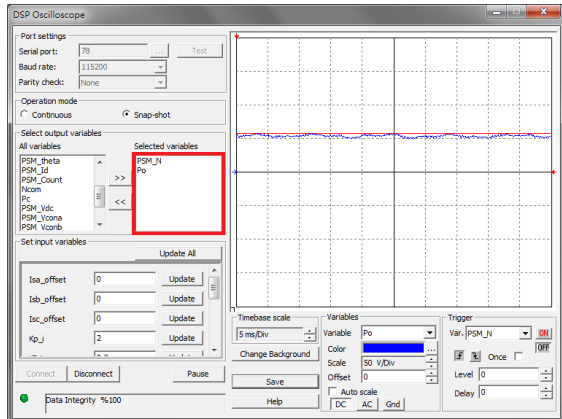 DSP Oscilloscope
Port settings
Serial port: 78 ... Test
Baud rate: 115200
Parity check: None
Operation mode
Continuous Snap-shot
Select output variables
All variables Selected variables
PSM_theta
PSM_Id
PSM_Count
Ncom
Pc
PSM_Vdc
PSM_Vcona
PSM_Vconb
>>
<<
PSM_N
Po
Set input variables
Update All
Isa_offset 0 Update
Isb_offset 0 Update
Isc_offset 0 Update
Kp_i 2 Update
Connect Disconnect Pause
Data Integrity %100
Timebase scale
5 ms/Div
Change Background
Save
Help
Variables
Variable Po
Color ...
Scale 50 V/Div
Offset 0
Auto scale
DC AC Gnd
Trigger
Var. PSM_N ON
OFF
Once
Level 0
Delay 0